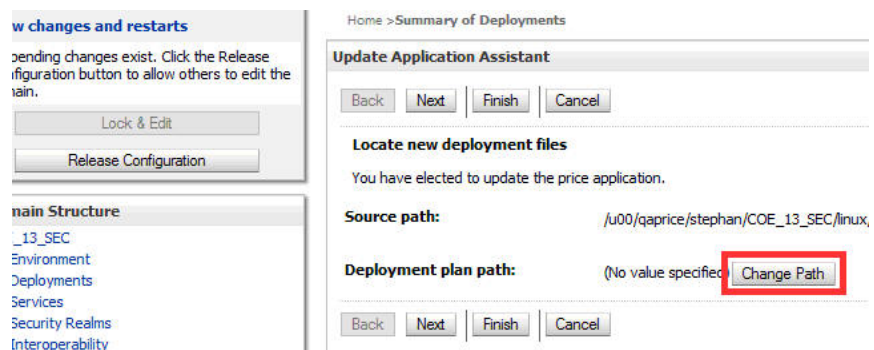 w changes and restarts
pending changes exist. Click the Release
nfiguration button to allow others to edit the
main.
Lock & Edit
Release Configuration
main Structure
_13_SEC
Environment
Deployments
Services
Security Realms
Interoperability
Home >Summary of Deployments
Update Application Assistant
Back Next Finish Cancel
Locate new deployment files
You have elected to update the price application.
Source path: /u00/qaprice/stephan/COE_13_SEC/linux,
Deployment plan path: (No value specified) Change Path
Back Next Finish Cancel